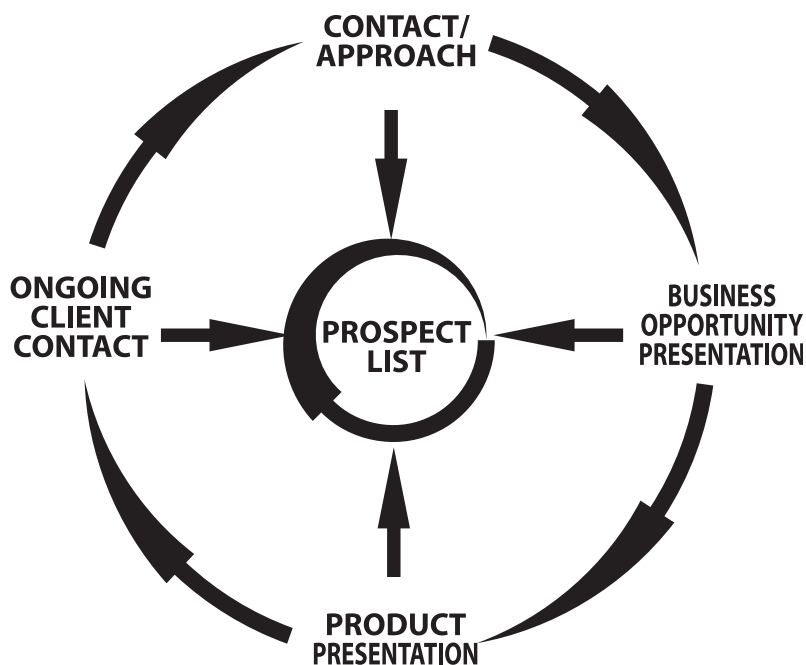 CONTACT/
APPROACH
ONGOING
CLIENT
CONTACT
PROSPECT
LIST
BUSINESS
OPPORTUNITY
PRESENTATION
PRODUCT
PRESENTATION